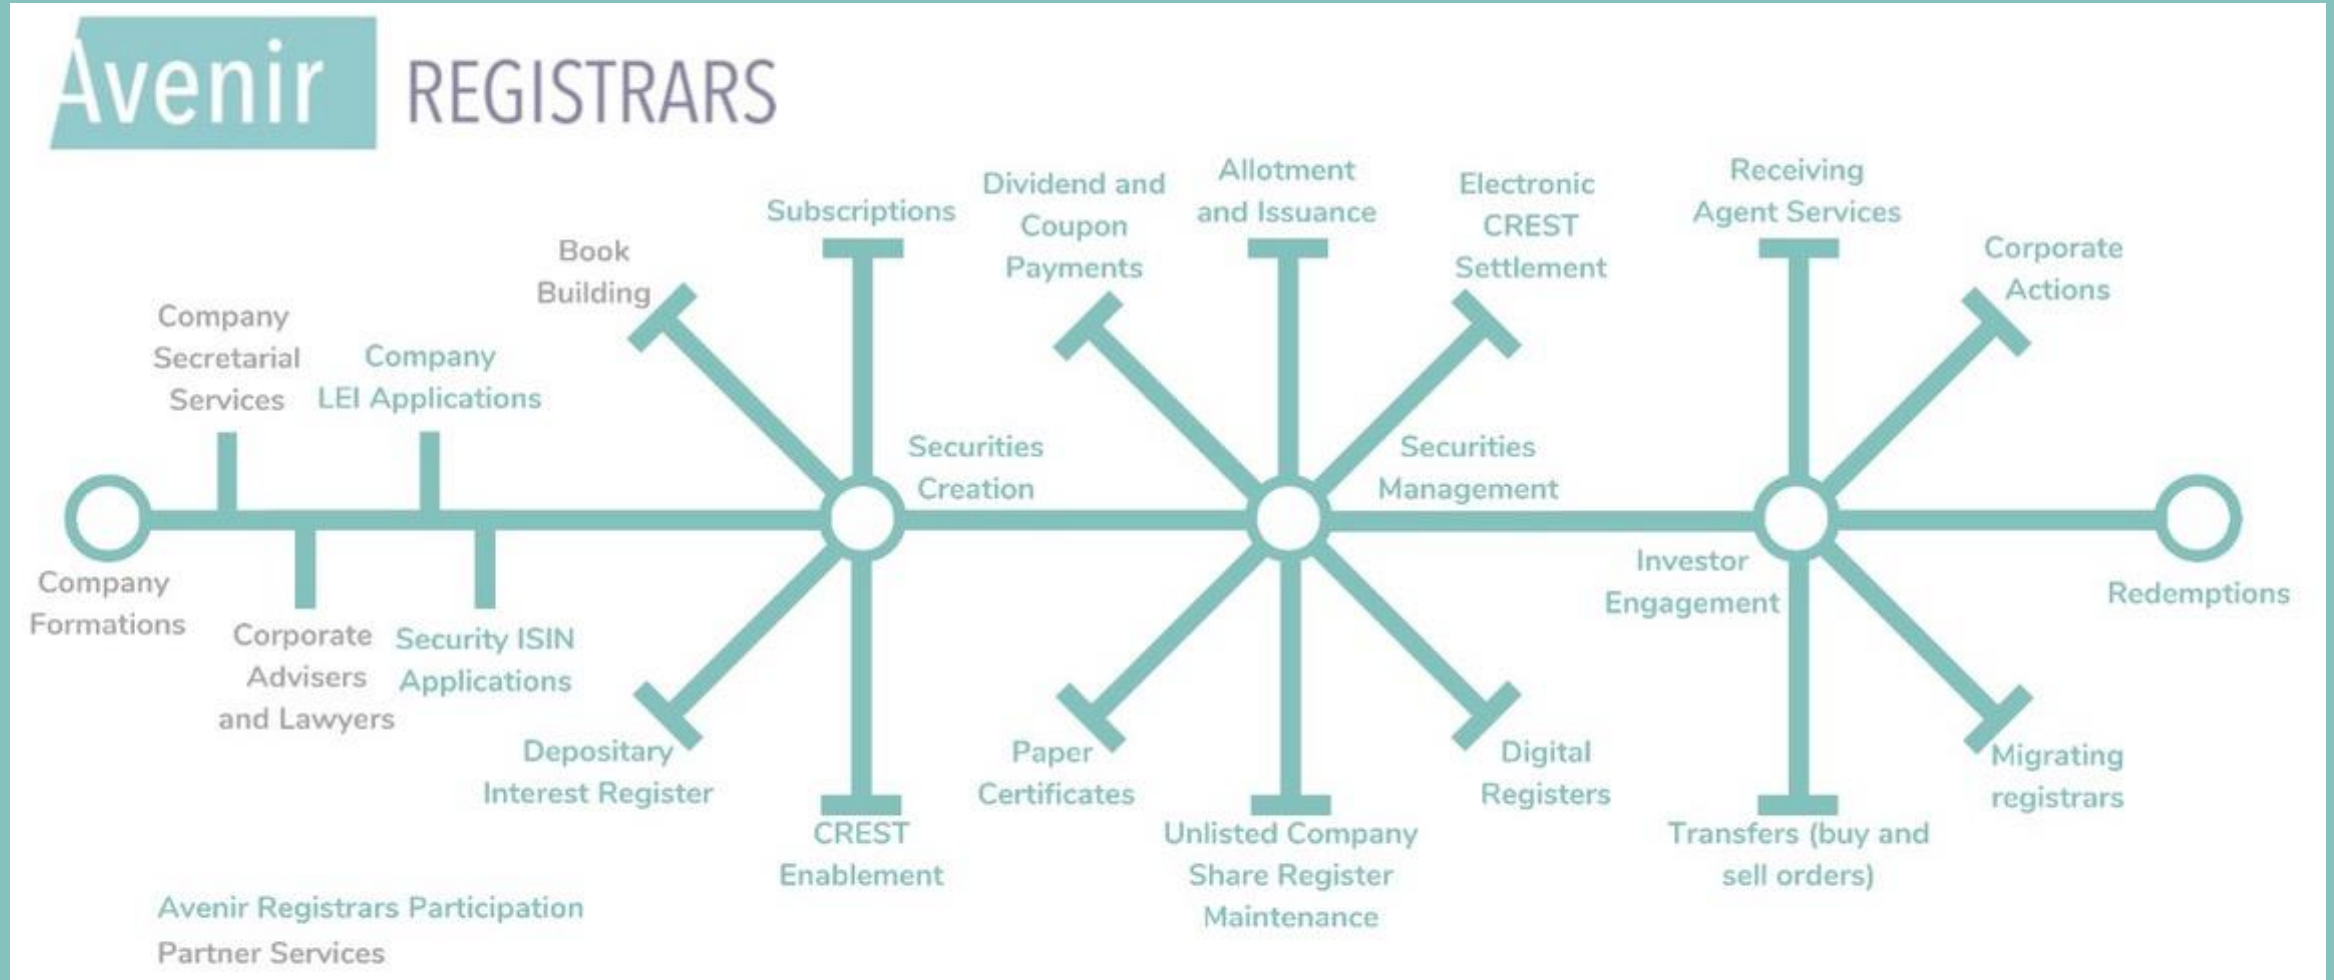 Avenir REGISTRARS
Company
Secretarial
Services
Company
LEI Applications
Book
Building
Subscriptions
Dividend and
Coupon
Payments
Allotment
and Issuance
Electronic
CREST
Settlement
Receiving
Agent Services
Corporate
Actions
Securities
Creation
Securities
Management
Company
Formations
Corporate
Advisers
and Lawyers
Security ISIN
Applications
Investor
Engagement
Redemptions
Depositary
Interest Register
CREST
Enablement
Paper
Certificates
Unlisted Company
Share Register
Maintenance
Digital
Registers
Transfers (buy and
sell orders)
Migrating
registrars
Avenir Registrars Participation
Partner Services